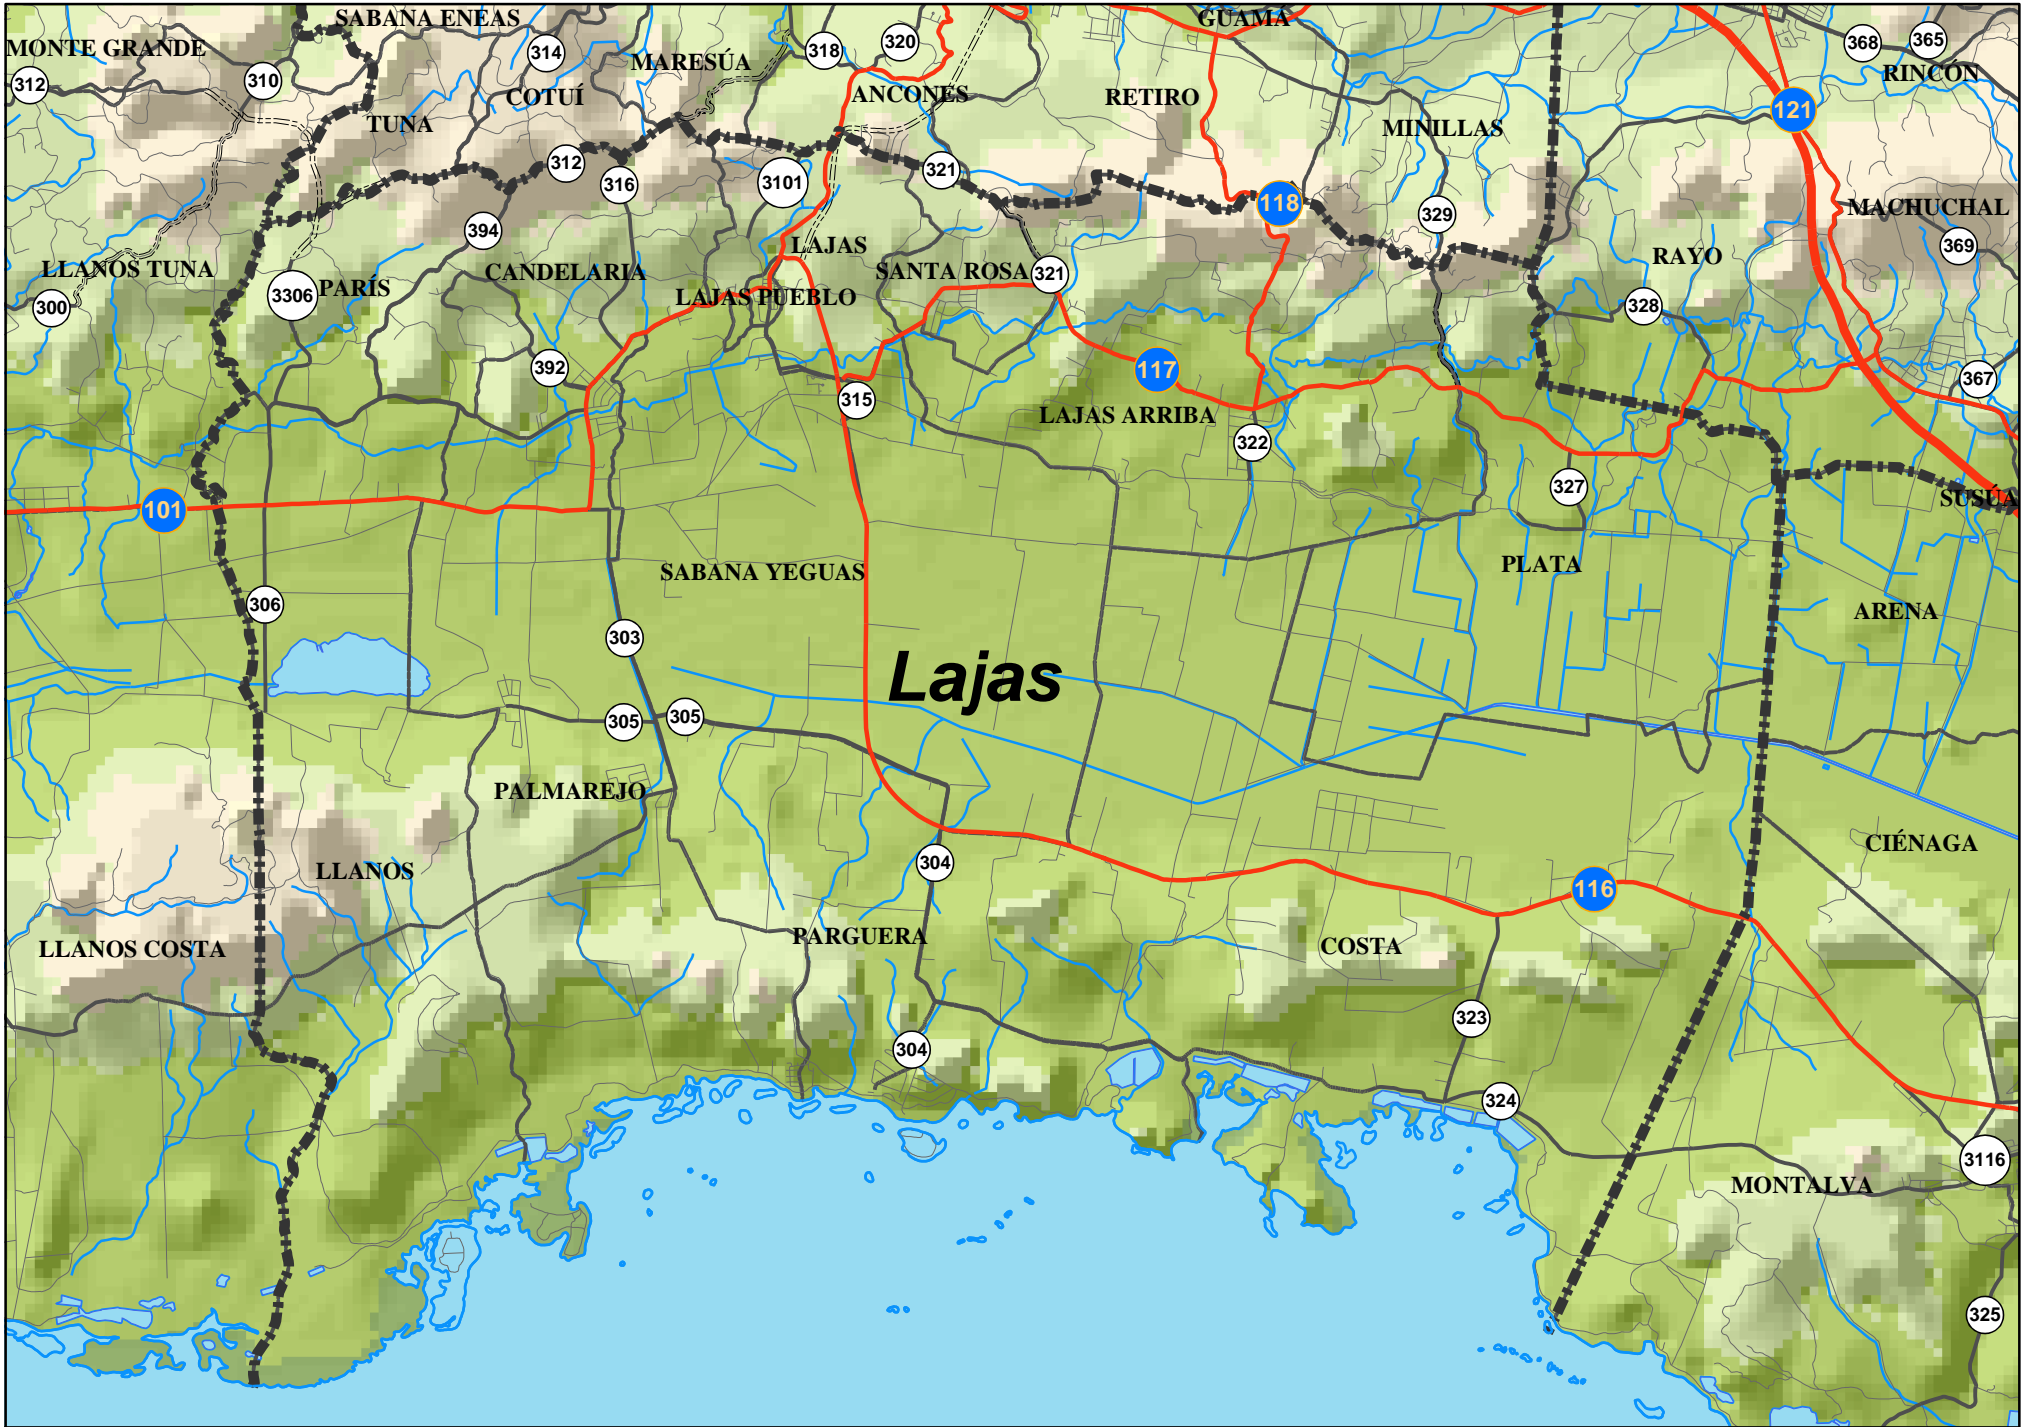 SABANA ENEAS
GUAMÁ
MONTE GRANDE
314
318
320
368
365
312
310
MARESÚA
RINCÓN
COTUÍ
ANCONES
RETIRO
121
TUNA
MINILLAS
312
316
3101
321
118
329
MACHUCHAL
394
LAJAS
369
LLANOS TUNA
PARÍS
CANDELARIA
SANTA ROSA
321
RAYO
300
3306
LAJAS PUEBLO
328
392
117
367
315
LAJAS ARRIBA
322
101
327
SUSÚA
SABANA YEGUAS
PLATA
306
ARENA
303
Lajas
305
305
PALMAREJO
CIÉNAGA
LLANOS
304
116
LLANOS COSTA
PARGUERA
COSTA
323
304
324
3116
MONTALVA
325